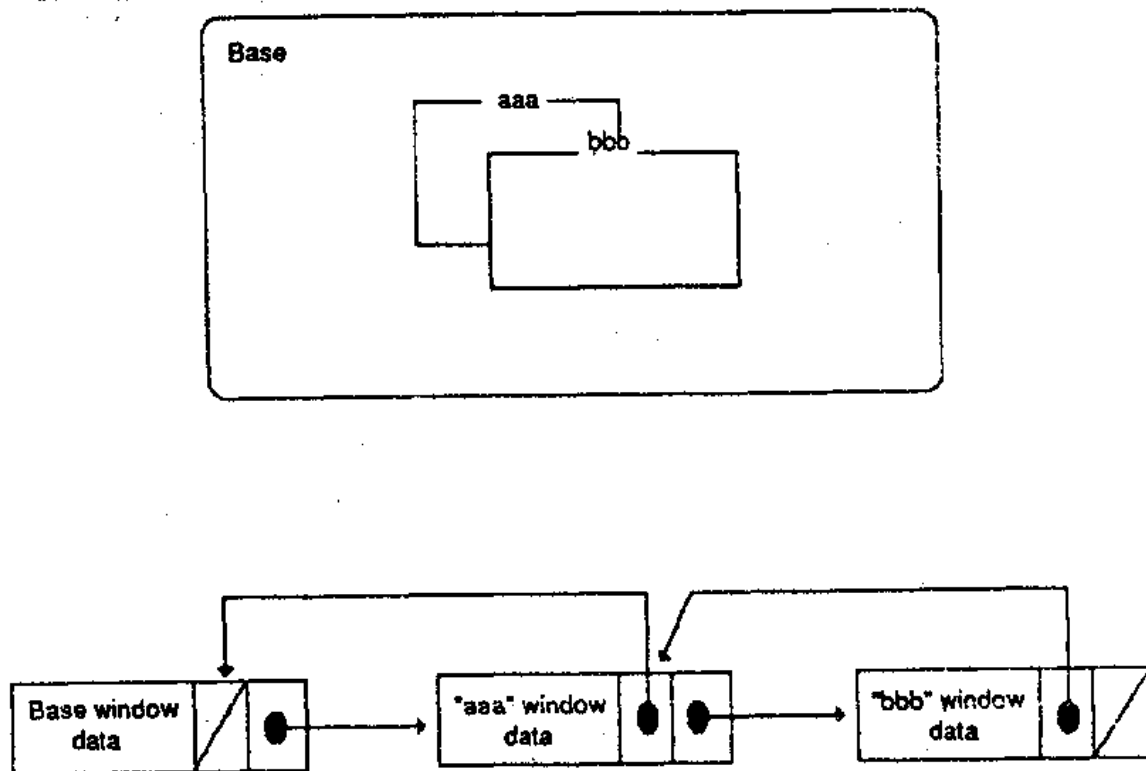 Base
aaa
bbb
Base window
data
"aaa" window
data
"bbb" window
data